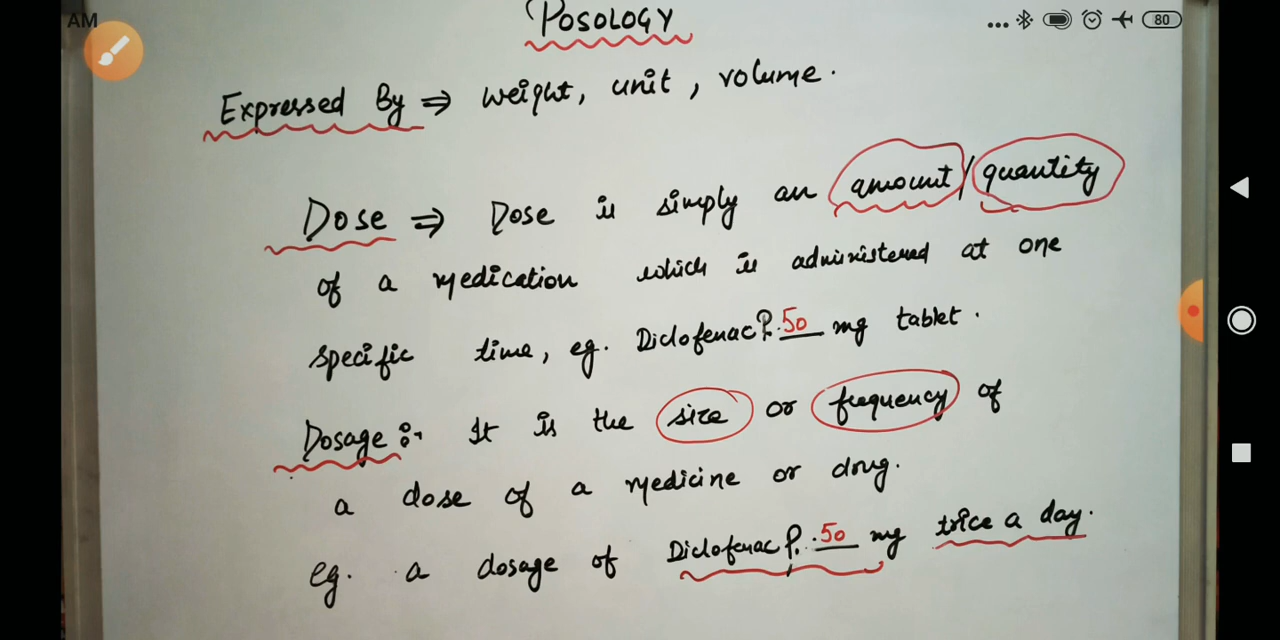 AM
80
POSOLOGY
Expressed By ⇒ weight, unit, volume.
Dose ⇒ Dose is simply an amount/quantity
of a medication which is administered at one
specific time, eg. Diclofenac P. 50 mg tablet.
Dosage :- It is the size or frequency of
a dose of a medicine or drug.
eg. a dosage of Diclofenac P. 50 mg trice a day.